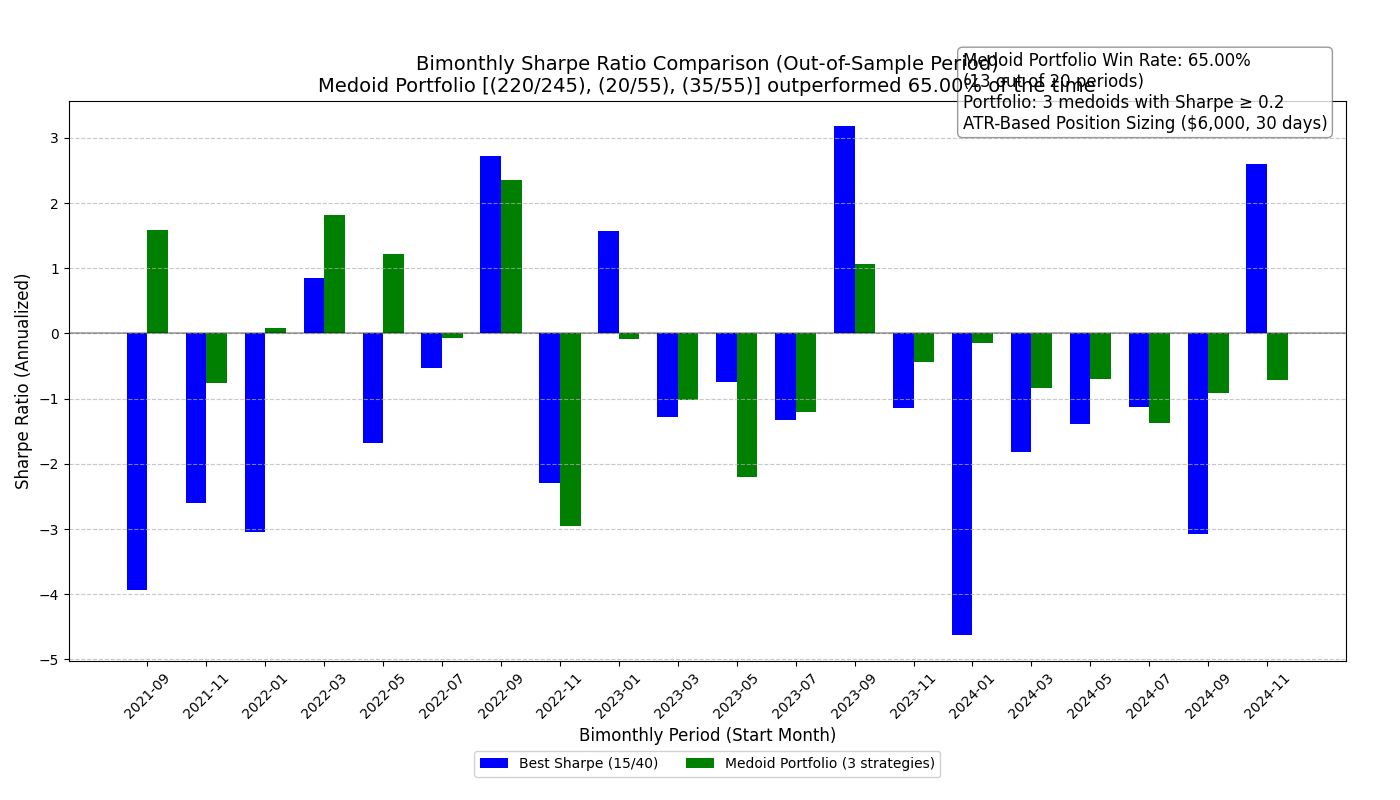 Bimonthly Sharpe Ratio Comparison (Out-of-Sample Period)
Medoid Portfolio [(220/245), (20/55), (35/55)] outperformed 65.00% of the time
Medoid Portfolio Win Rate: 65.00%
(13 out of 20 periods)
Portfolio: 3 medoids with Sharpe ≥ 0.2
ATR-Based Position Sizing ($6,000, 30 days)
Sharpe Ratio (Annualized)
3
2
1
0
−1
−2
−3
−4
−5
2021-09
2021-11
2022-01
2022-03
2022-05
2022-07
2022-09
2022-11
2023-01
2023-03
2023-05
2023-07
2023-09
2023-11
2024-01
2024-03
2024-05
2024-07
2024-09
2024-11
Bimonthly Period (Start Month)
Best Sharpe (15/40)
Medoid Portfolio (3 strategies)